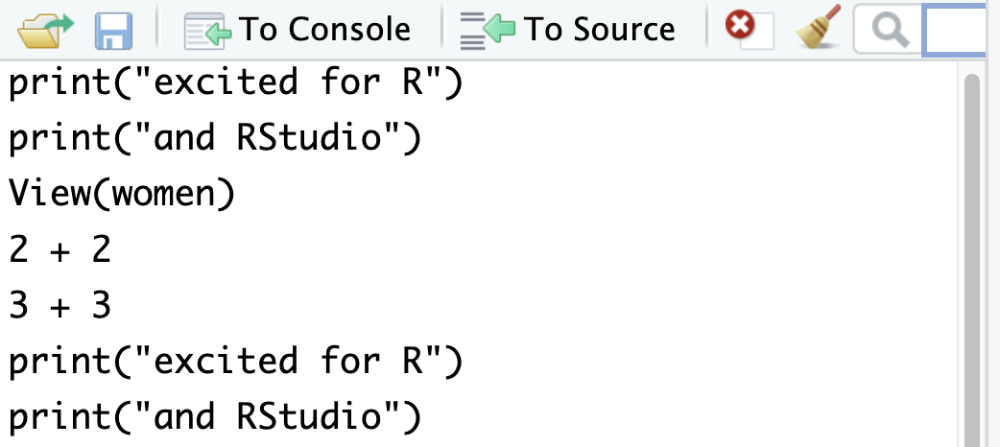 To Console To Source
print("excited for R")
print("and RStudio")
View(women)
2 + 2
3 + 3
print("excited for R")
print("and RStudio")